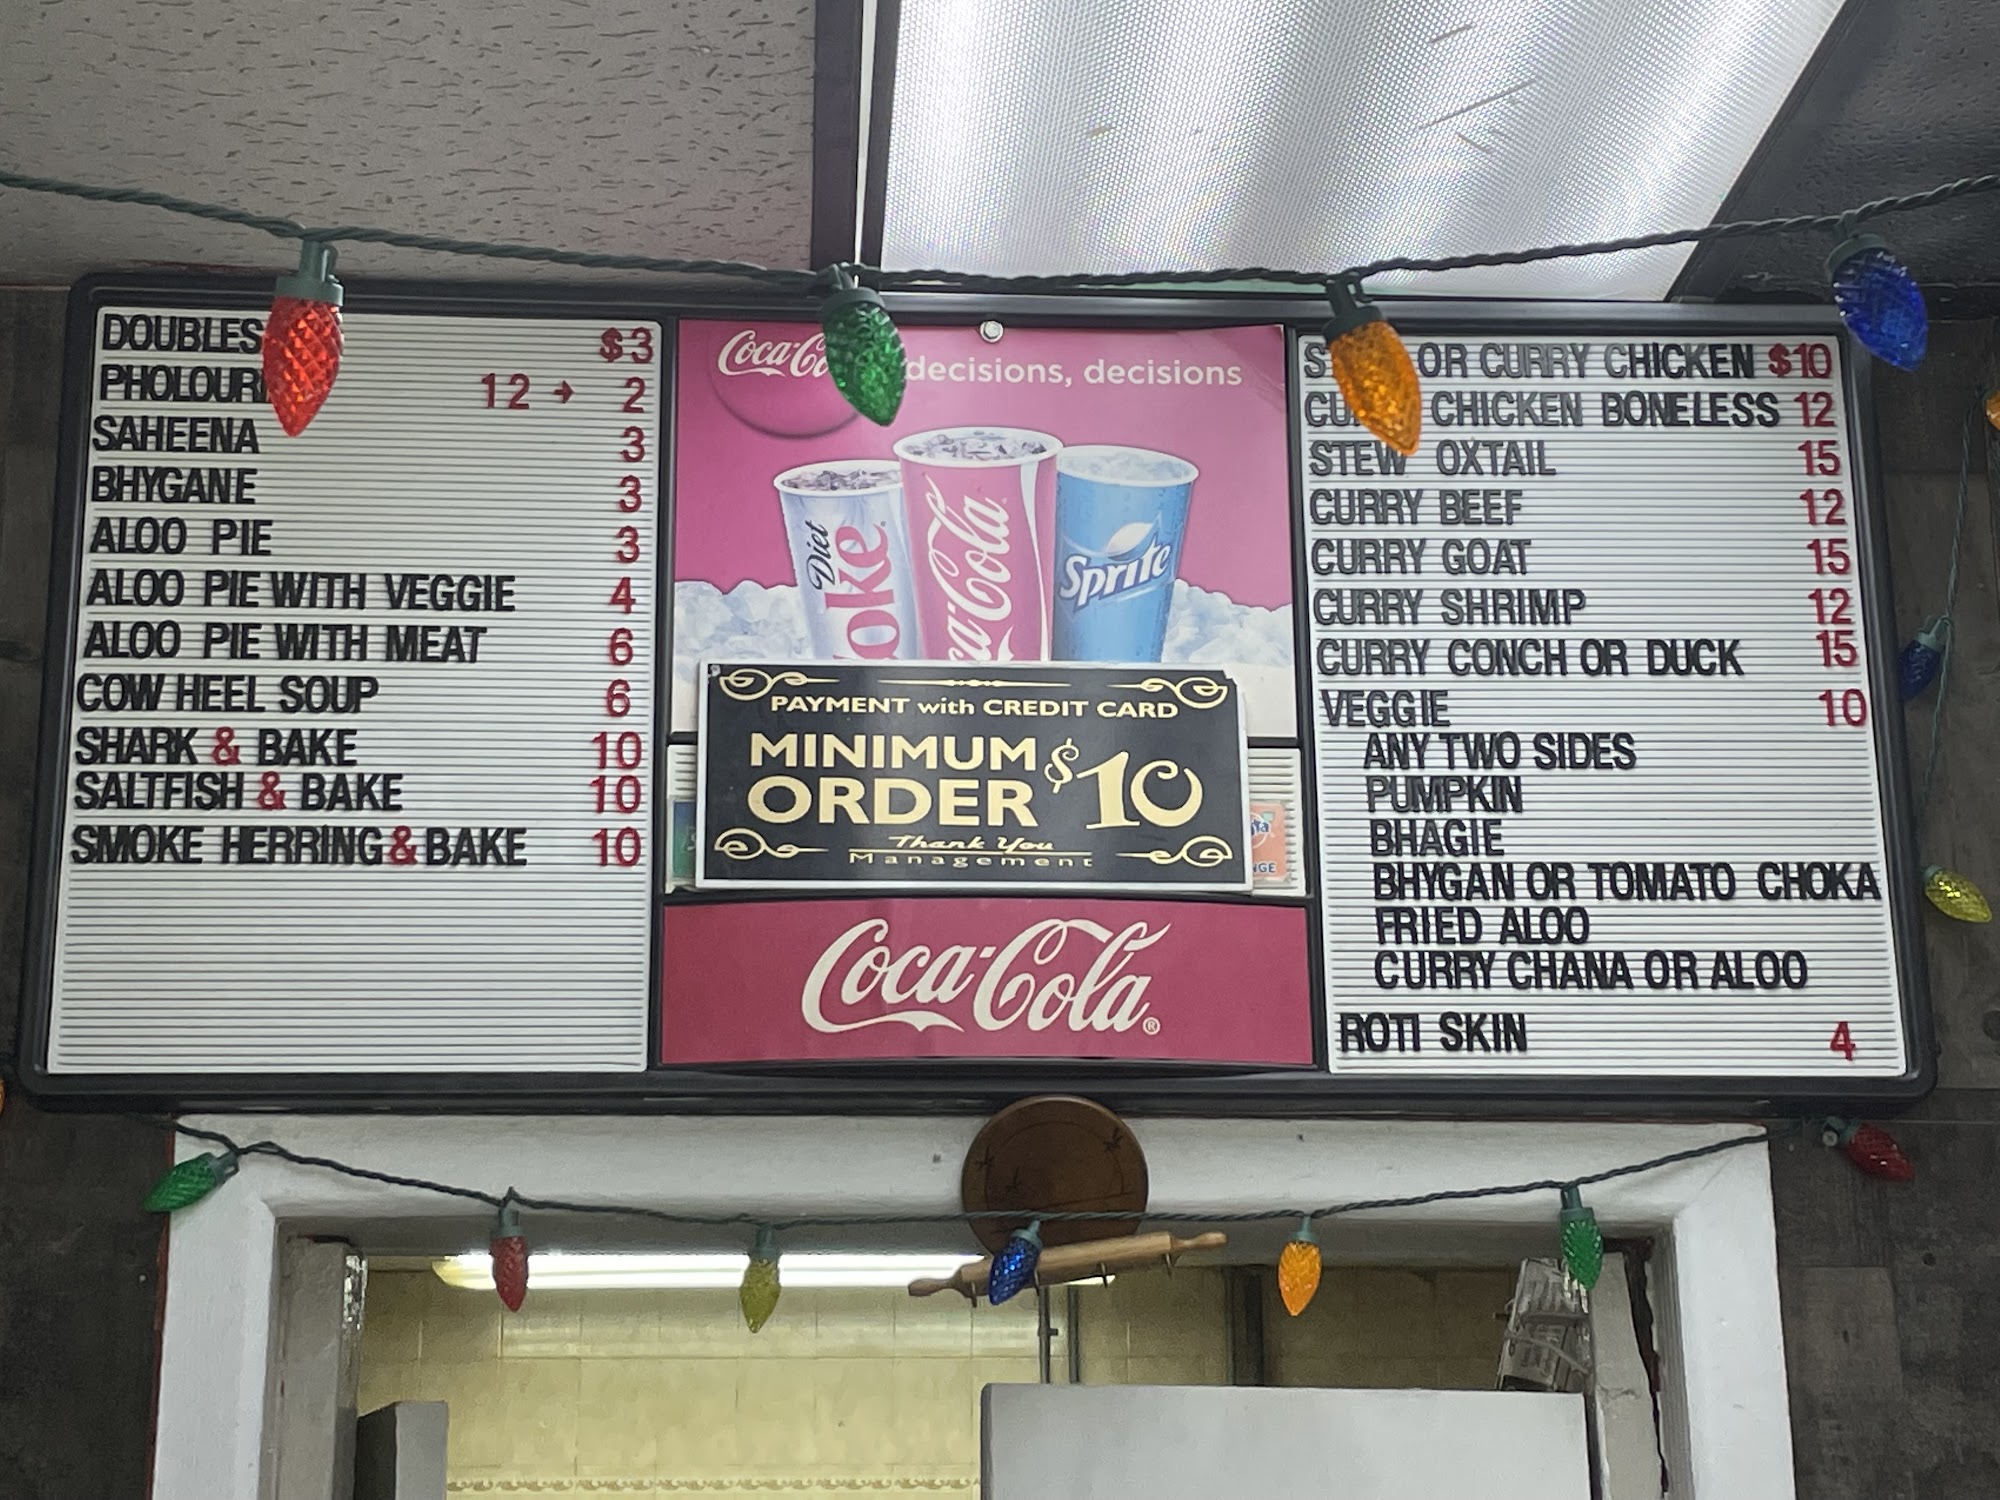 DOUBLES $3
PHOLOURI 12 → 2
SAHEENA 3
BHYGANE 3
ALOO PIE 3
ALOO PIE WITH VEGGIE 4
ALOO PIE WITH MEAT 6
COW HEEL SOUP 6
SHARK & BAKE 10
SALTFISH & BAKE 10
SMOKE HERRING & BAKE 10
decisions, decisions
Diet
Coca-Cola
Sprite
PAYMENT with CREDIT CARD
MINIMUM
ORDER $10
Thank You
Management
Coca-Cola®
OR CURRY CHICKEN $10
CHICKEN BONELESS 12
STEW OXTAIL 15
CURRY BEEF 12
CURRY GOAT 15
CURRY SHRIMP 12
CURRY CONCH OR DUCK 15
VEGGIE 10
ANY TWO SIDES
PUMPKIN
BHAGIE
BHYGAN OR TOMATO CHOKA
FRIED ALOO
CURRY CHANA OR ALOO
ROTI SKIN 4